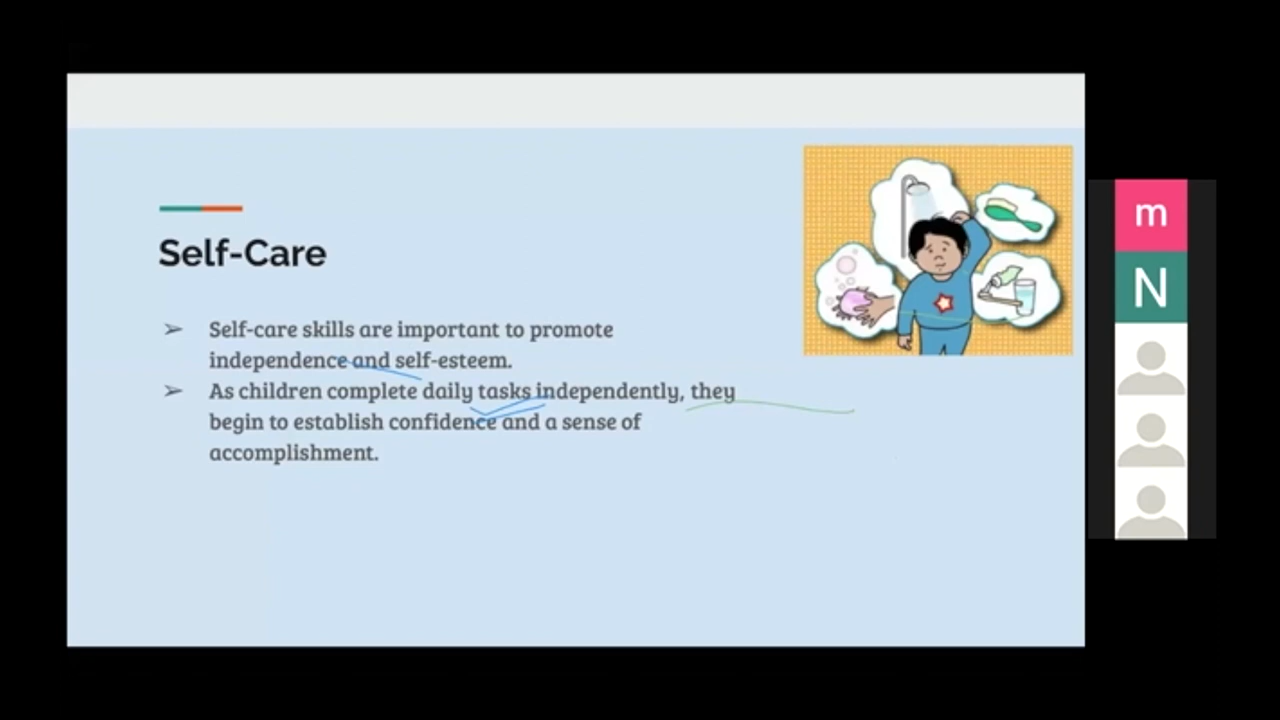 Self-Care
➢ Self-care skills are important to promote
independence and self-esteem.
➢ As children complete daily tasks independently, they
begin to establish confidence and a sense of
accomplishment.
m
N